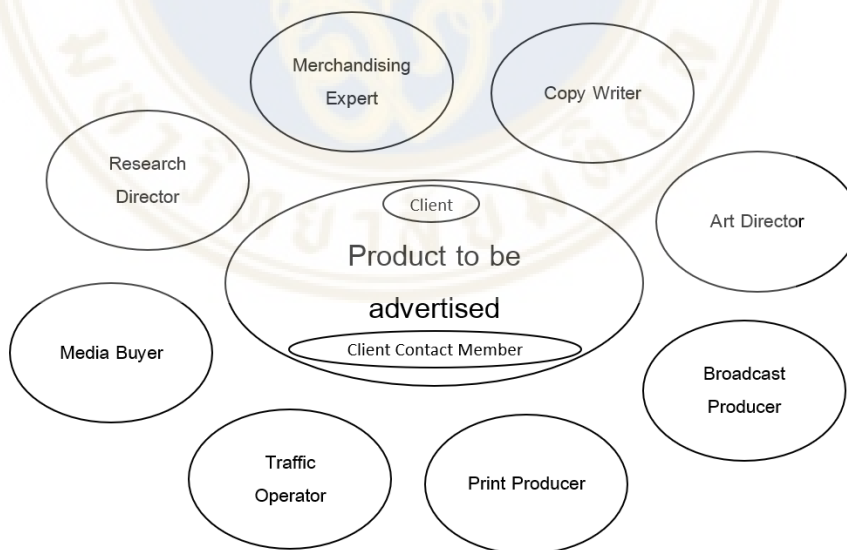 Merchandising
Expert
Copy Writer
Research
Director
Client
Art Director
Product to be
advertised
Client Contact Member
Media Buyer
Broadcast
Producer
Traffic
Operator
Print Producer